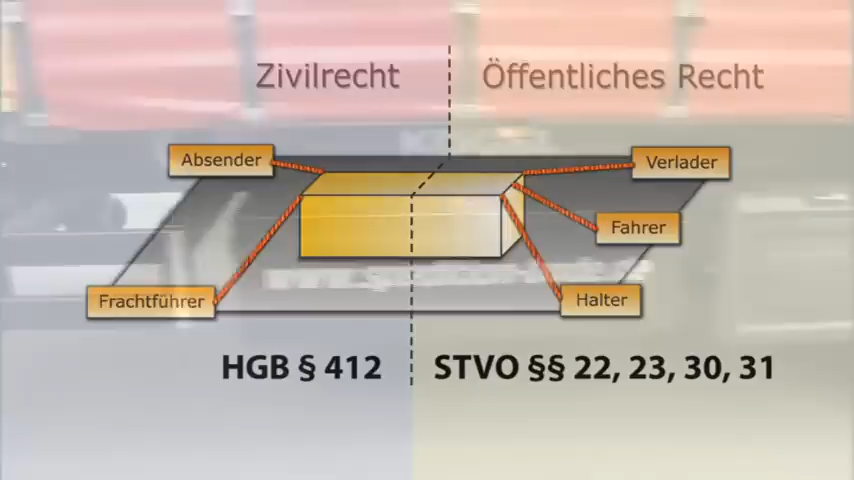 Zivilrecht
Öffentliches Recht
Absender
Verlader
Fahrer
Frachtführer
Halter
HGB § 412
STVO §§ 22, 23, 30, 31